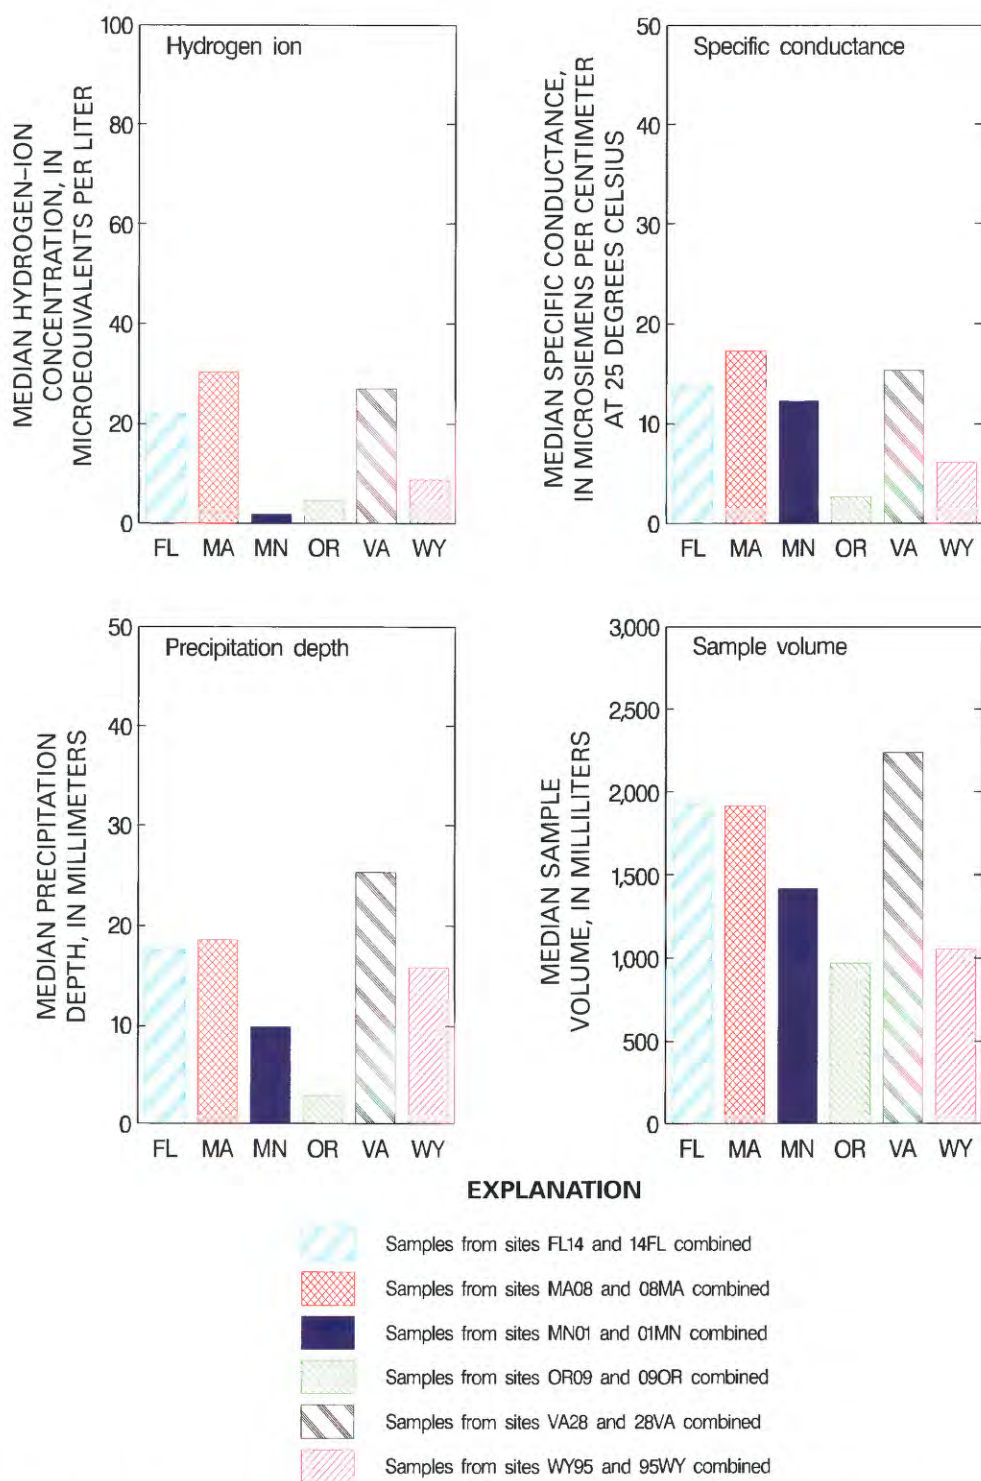 Hydrogen ion
MEDIAN HYDROGEN–ION
CONCENTRATION, IN
MICROEQUIVALENTS PER LITER
100
80
60
40
20
0
FL MA MN OR VA WY
Specific conductance
MEDIAN SPECIFIC CONDUCTANCE,
IN MICROSIEMENS PER CENTIMETER
AT 25 DEGREES CELSIUS
50
40
30
20
10
0
FL MA MN OR VA WY
Precipitation depth
MEDIAN PRECIPITATION
DEPTH, IN MILLIMETERS
50
40
30
20
10
0
FL MA MN OR VA WY
Sample volume
MEDIAN SAMPLE
VOLUME, IN MILLILITERS
3,000
2,500
2,000
1,500
1,000
500
0
FL MA MN OR VA WY
EXPLANATION
Samples from sites FL14 and 14FL combined
Samples from sites MA08 and 08MA combined
Samples from sites MN01 and 01MN combined
Samples from sites OR09 and 09OR combined
Samples from sites VA28 and 28VA combined
Samples from sites WY95 and 95WY combined